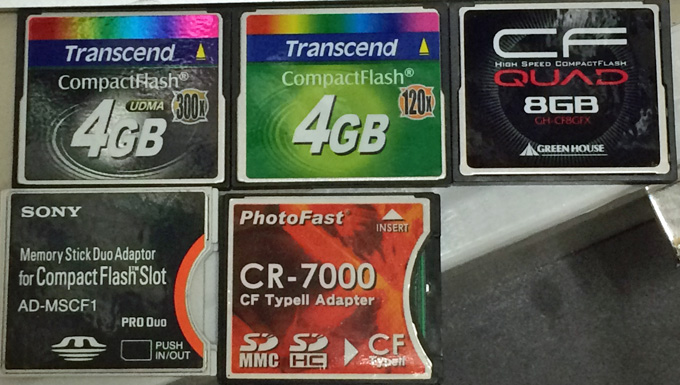 Transcend
CompactFlash®
UDMA
300x
4GB
Transcend
CompactFlash®
120x
4GB
CF
HIGH SPEED COMPACTFLASH
QUAD
8GB
GH-CF8GFX
GREEN HOUSE
SONY
Memory Stick Duo Adaptor
for CompactFlash™Slot
AD-MSCF1
PRO Duo
PUSH
IN/OUT
PhotoFast
INSERT
CR-7000
CF TypeII Adapter
SD
MMC
SD
HC
CF
TypeII